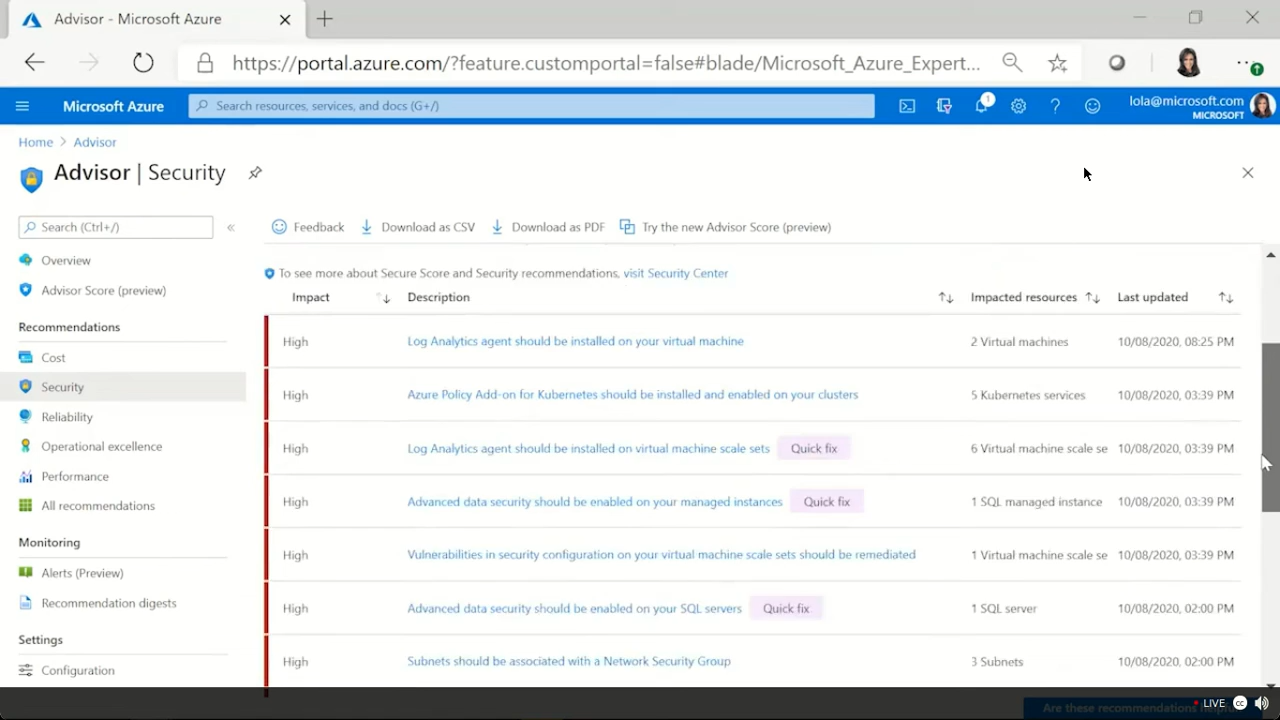 Advisor - Microsoft Azure
https://portal.azure.com/?feature.customportal=false#blade/Microsoft_Azure_Expert...
Microsoft Azure
Search resources, services, and docs (G+/)
1
lola@microsoft.com
MICROSOFT
Home > Advisor
Advisor | Security
Search (Ctrl+/)
«
Feedback
Download as CSV
Download as PDF
Try the new Advisor Score (preview)
Overview
Advisor Score (preview)
Recommendations
Cost
Security
Reliability
Operational excellence
Performance
All recommendations
Monitoring
Alerts (Preview)
Recommendation digests
Settings
Configuration
To see more about Secure Score and Security recommendations, visit Security Center
Impact Description Impacted resources Last updated
High Log Analytics agent should be installed on your virtual machine 2 Virtual machines 10/08/2020, 08:25 PM
High Azure Policy Add-on for Kubernetes should be installed and enabled on your clusters 5 Kubernetes services 10/08/2020, 03:39 PM
High Log Analytics agent should be installed on virtual machine scale sets Quick fix 6 Virtual machine scale se 10/08/2020, 03:39 PM
High Advanced data security should be enabled on your managed instances Quick fix 1 SQL managed instance 10/08/2020, 03:39 PM
High Vulnerabilities in security configuration on your virtual machine scale sets should be remediated 1 Virtual machine scale se 10/08/2020, 03:39 PM
High Advanced data security should be enabled on your SQL servers Quick fix 1 SQL server 10/08/2020, 02:00 PM
High Subnets should be associated with a Network Security Group 3 Subnets 10/08/2020, 02:00 PM
Are these recommendations
LIVE CC